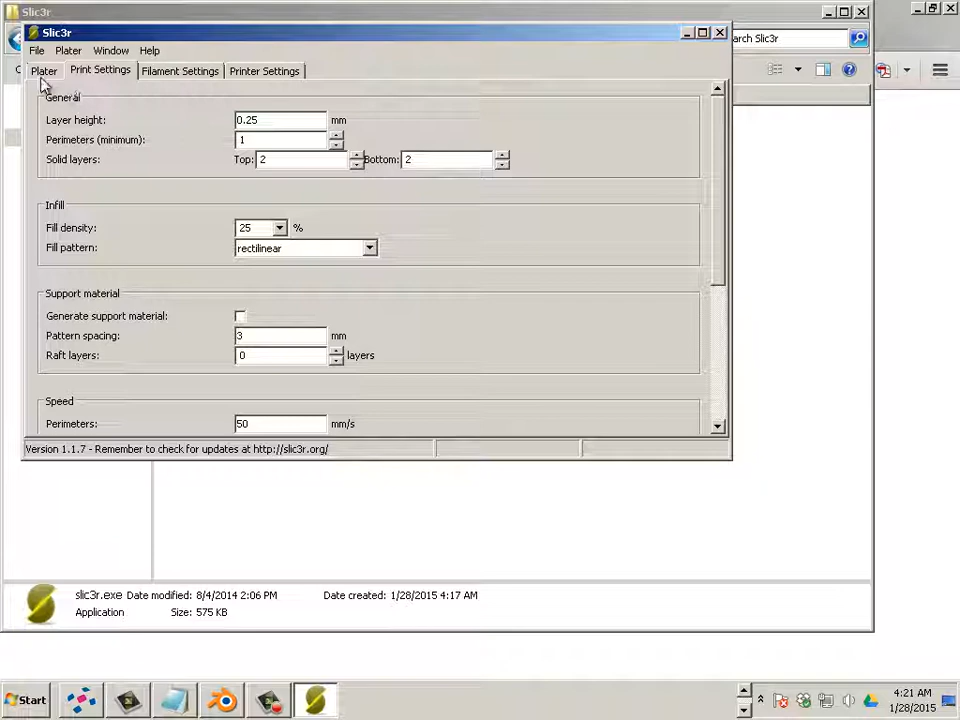 Slic3r
Slic3r
File Plater Window Help
arch Slic3r
Plater Print Settings Filament Settings Printer Settings
General
Layer height: 0.25 mm
Perimeters (minimum): 1
Solid layers: Top: 2 Bottom: 2
Infill
Fill density: 25 %
Fill pattern: rectilinear
Support material
Generate support material:
Pattern spacing: 3 mm
Raft layers: 0 layers
Speed
Perimeters: 50 mm/s
Version 1.1.7 - Remember to check for updates at http://slic3r.org/
slic3r.exe Date modified: 8/4/2014 2:06 PM Date created: 1/28/2015 4:17 AM
Application Size: 575 KB
Start
4:21 AM
1/28/2015